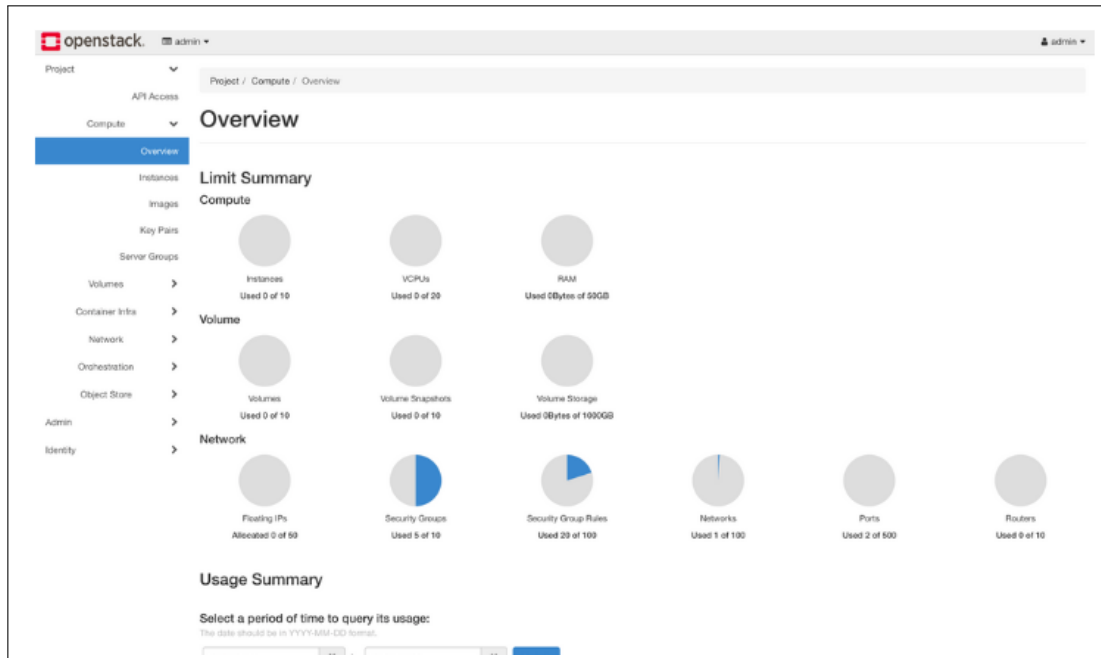 openstack. admin
admin
Project
API Access
Compute
Overview
Instances
Images
Key Pairs
Server Groups
Volumes
Container Infra
Network
Orchestration
Object Store
Admin
Identity
Project / Compute / Overview
Overview
Limit Summary
Compute
Instances VCPUs RAM
Used 0 of 10 Used 0 of 20 Used 0Bytes of 50GB
Volume
Volumes Volume Snapshots Volume Storage
Used 0 of 10 Used 0 of 10 Used 0Bytes of 1000GB
Network
Floating IPs Security Groups Security Group Rules Networks Ports Routers
Allocated 0 of 50 Used 5 of 10 Used 20 of 100 Used 1 of 100 Used 2 of 500 Used 0 of 10
Usage Summary
Select a period of time to query its usage:
The date should be in YYYY-MM-DD format.